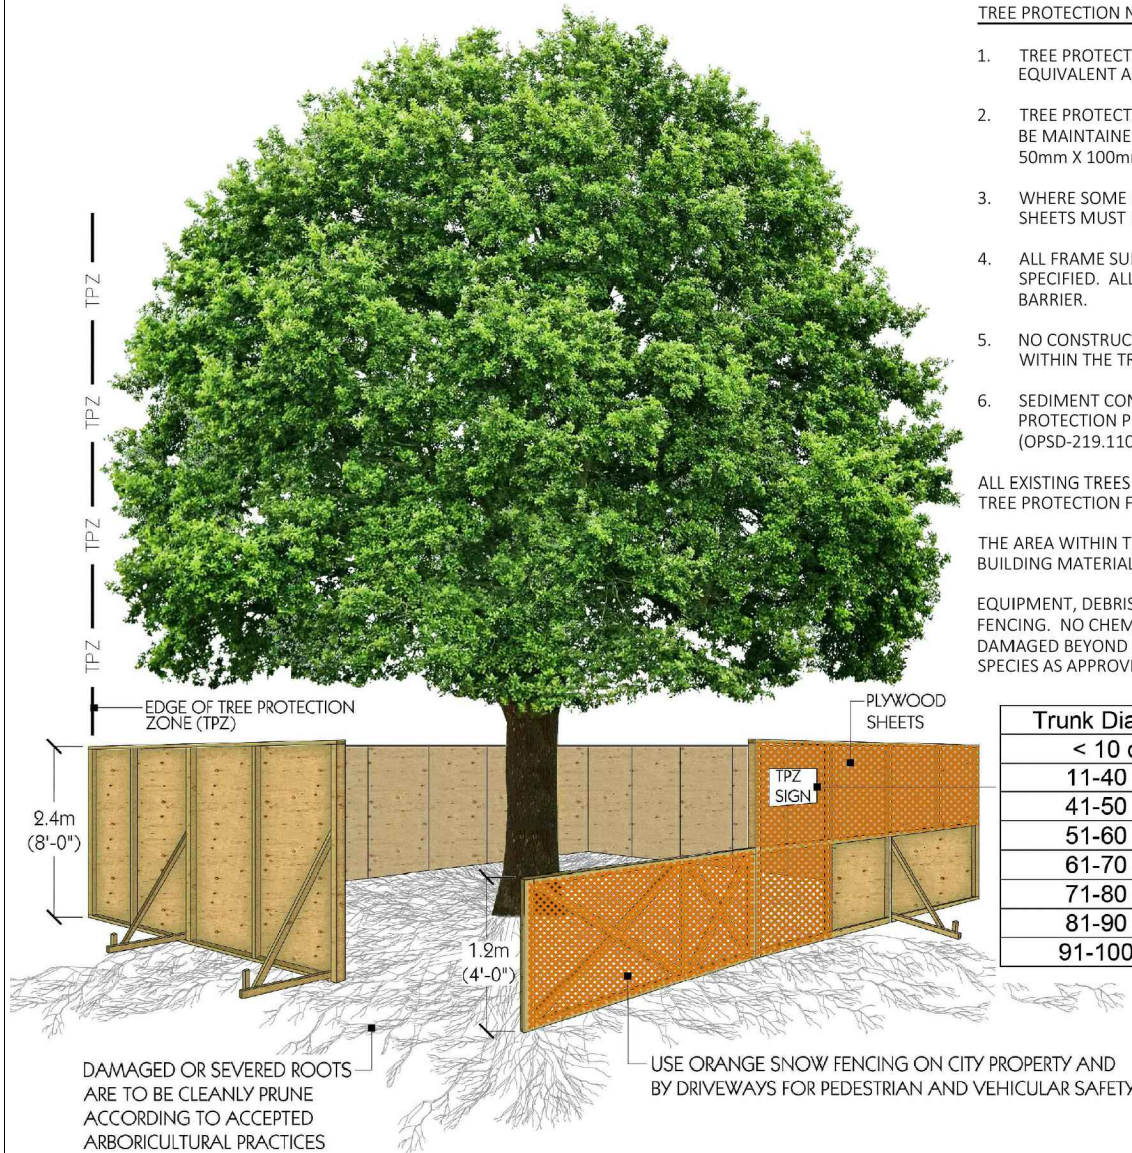 TREE PROTECTION
1. TREE PROTECT
EQUIVALENT A
2. TREE PROTECT
BE MAINTAINE
50mm X 100m
3. WHERE SOME
SHEETS MUST
4. ALL FRAME SU
SPECIFIED. ALL
BARRIER.
5. NO CONSTRUC
WITHIN THE TR
6. SEDIMENT CON
PROTECTION P
(OPSD-219.110
ALL EXISTING TREES
TREE PROTECTION F
THE AREA WITHIN T
BUILDING MATERIAL
EQUIPMENT, DEBRIS
FENCING. NO CHEM
DAMAGED BEYOND
SPECIES AS APPROV
TPZ
TPZ
TPZ
TPZ
EDGE OF TREE PROTECTION
ZONE (TPZ)
PLYWOOD
SHEETS
TPZ
SIGN
2.4m
(8'-0")
1.2m
(4'-0")
Trunk Dia
< 10 c
11-40
41-50
51-60
61-70
71-80
81-90
91-100
DAMAGED OR SEVERED ROOTS
ARE TO BE CLEANLY PRUNE
ACCORDING TO ACCEPTED
ARBORICULTURAL PRACTICES
USE ORANGE SNOW FENCING ON CITY PROPERTY AND
BY DRIVEWAYS FOR PEDESTRIAN AND VEHICULAR SAFETY